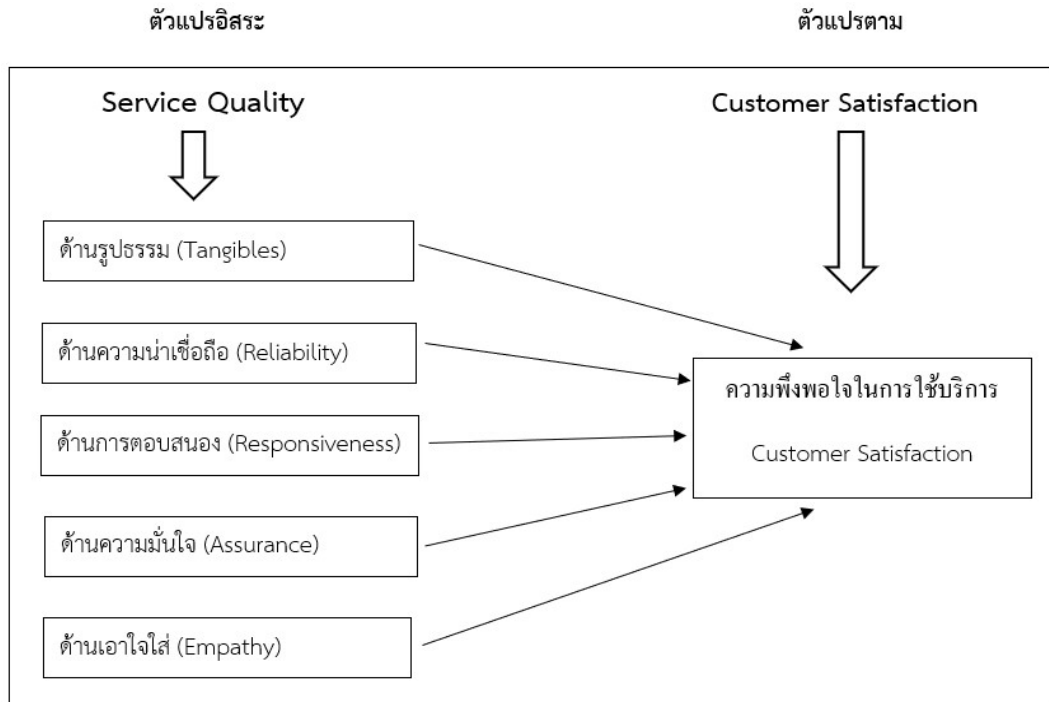 ตัวแปรอิสระ
ตัวแปรตาม
Service Quality
Customer Satisfaction
ด้านรูปธรรม (Tangibles)
ด้านความน่าเชื่อถือ (Reliability)
ด้านการตอบสนอง (Responsiveness)
ด้านความมั่นใจ (Assurance)
ด้านเอาใจใส่ (Empathy)
ความพึงพอใจในการใช้บริการ
Customer Satisfaction